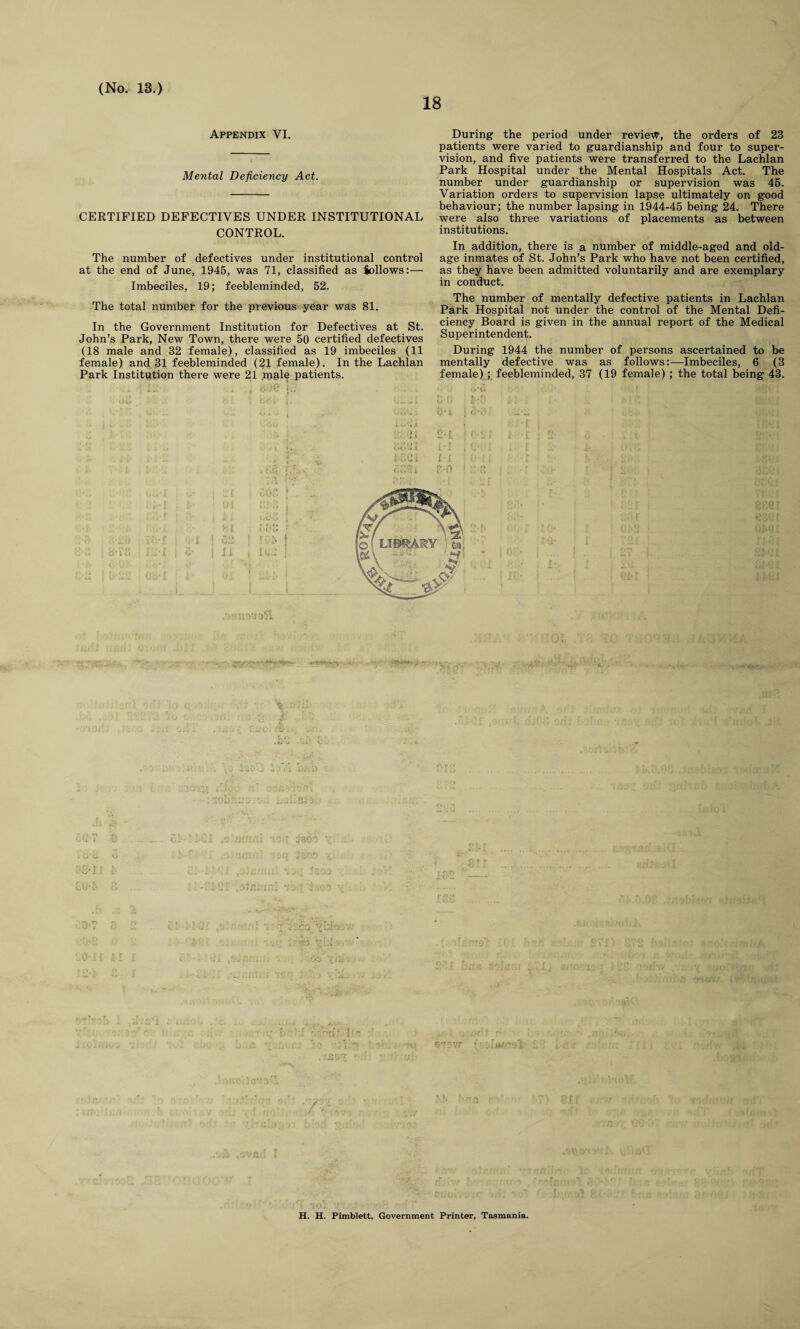 (No. 13.)
18
APPENDIX VI.
Mental Deficiency Act.
CERTIFIED DEFECTIVES UNDER INSTITUTIONAL
CONTROL.
The number of defectives under institutional control
at the end of June, 1945, was 71, classified as follows:—
Imbeciles, 19; feebleminded, 52.
The total number for the previous year was 81.
In the Government Institution for Defectives at St.
John's Park, New Town, there were 50 certified defectives
(18 male and 32 female), classified as 19 imbeciles (11
female) and 31 feebleminded (21 female). In the Lachlan
Park Institution there were 21 male patients.
During the period under review, the orders of 23
patients were varied to guardianship and four to super-
vision, and five patients were transferred to the Lachlan
Park Hospital under the Mental Hospitals Act. The
number under guardianship or supervision was 45.
Variation orders to supervision lapse ultimately on good
behaviour; the number lapsing in 1944-45 being 24. There
were also three variations of placements as between
institutions.
In addition, there is a number of middle-aged and old-
age inmates of St. John's Park who have not been certified,
as they have been admitted voluntarily and are exemplary
in conduct.
The number of mentally defective patients in Lachlan
Park Hospital not under the control of the Mental Defi-
ciency Board is given in the annual report of the Medical
Superintendent.
During 1944 the number of persons ascertained to be
mentally defective was as follows:—Imbeciles, 6 (3
female); feebleminded, 37 (19 female); the total being 43.
LIBRARY
H. H. Pimblett, Government Printer, Tasmania.